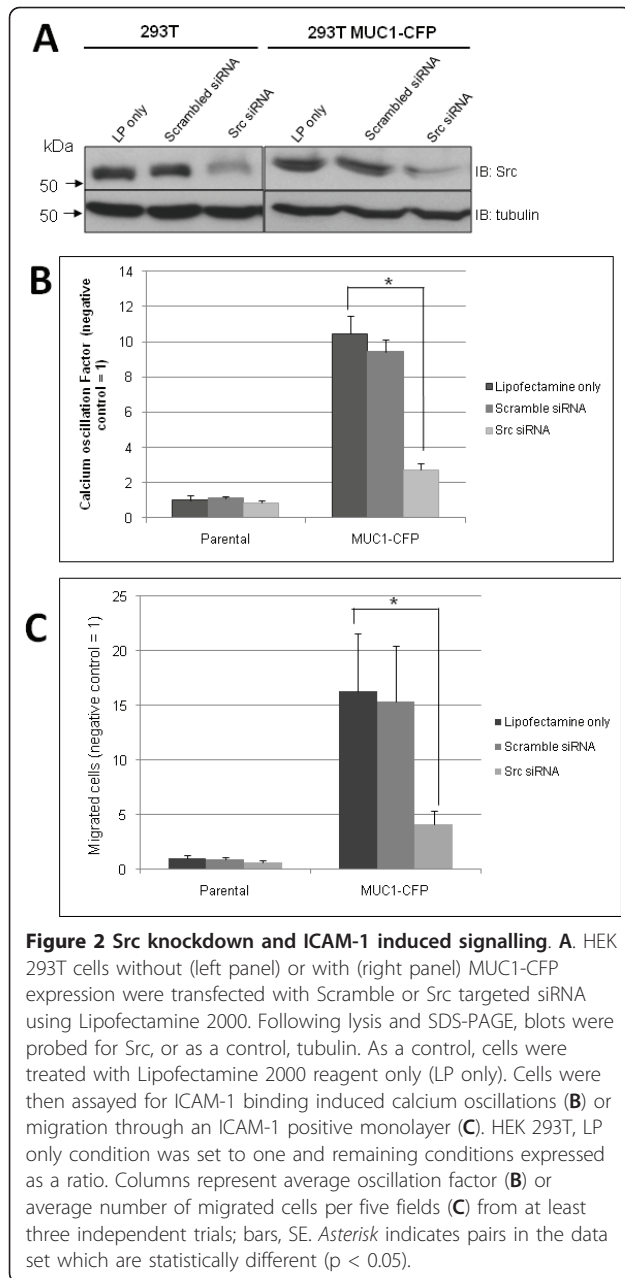 A
293T
293T MUC1-CFP
LP only
Scrambled siRNA
Src siRNA
LP only
Scrambled siRNA
Src siRNA
kDa
50
IB: Src
50
IB: tubulin
B
Calcium oscillation Factor (negative
control = 1)
14
12
10
8
6
4
2
0
*
Parental
MUC1-CFP
Lipofectamine only
Scramble siRNA
Src siRNA
C
Migrated cells (negative control = 1)
25
20
15
10
5
0
*
Parental
MUC1-CFP
Lipofectamine only
Scramble siRNA
Src siRNA
Figure 2 Src knockdown and ICAM-1 induced signalling. A. HEK
293T cells without (left panel) or with (right panel) MUC1-CFP
expression were transfected with Scramble or Src targeted siRNA
using Lipofectamine 2000. Following lysis and SDS-PAGE, blots were
probed for Src, or as a control, tubulin. As a control, cells were
treated with Lipofectamine 2000 reagent only (LP only). Cells were
then assayed for ICAM-1 binding induced calcium oscillations (B) or
migration through an ICAM-1 positive monolayer (C). HEK 293T, LP
only condition was set to one and remaining conditions expressed
as a ratio. Columns represent average oscillation factor (B) or
average number of migrated cells per five fields (C) from at least
three independent trials; bars, SE. Asterisk indicates pairs in the data
set which are statistically different (p < 0.05).